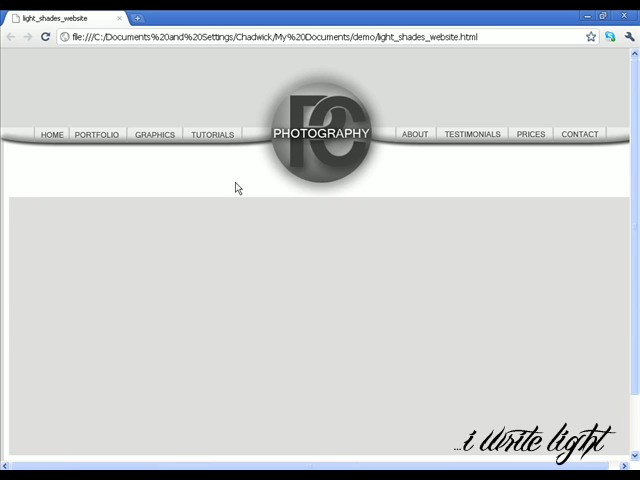 light_shades_website
file:///C:/Documents%20and%20Settings/Chadwick/My%20Documents/demo/light_shades_website.html
PC
HOME PORTFOLIO GRAPHICS TUTORIALS PHOTOGRAPHY ABOUT TESTIMONIALS PRICES CONTACT
...i write light